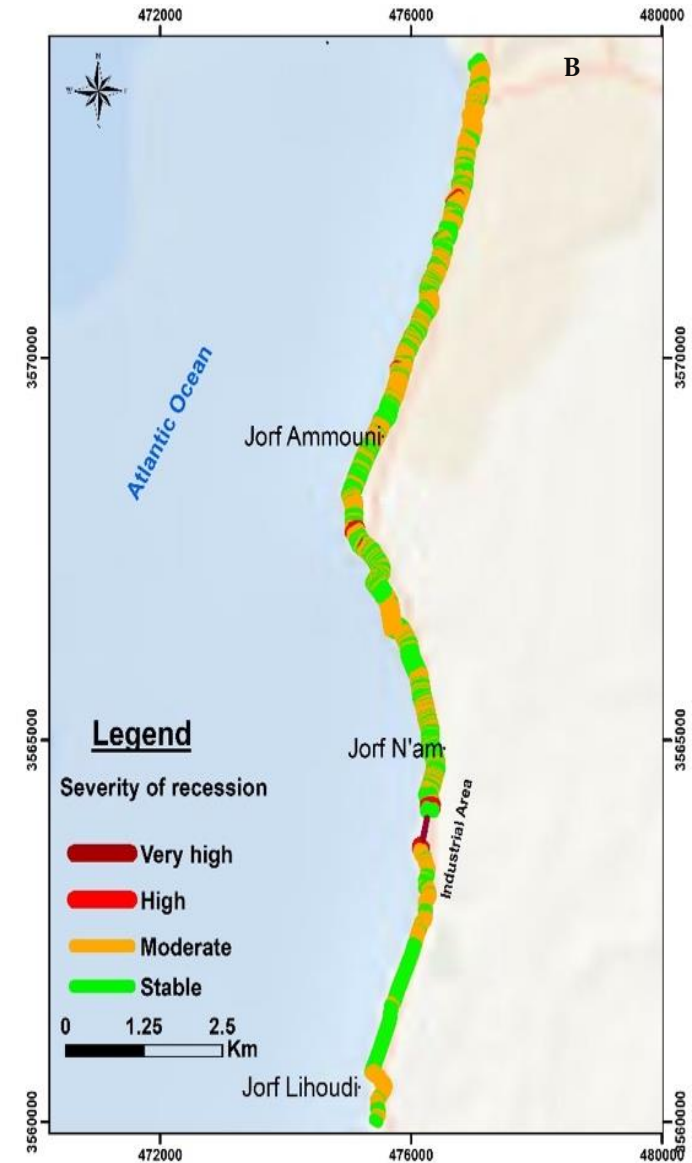 472000 476000 480000
B
N
3570000 3570000
Atlantic Ocean
Jorf Ammouni
3565000 3565000
Jorf N'am
Industrial Area
Legend
Severity of recession
Very high
High
Moderate
Stable
0 1.25 2.5
Km
Jorf Lihoudi
3560000 3560000
472000 476000 480000